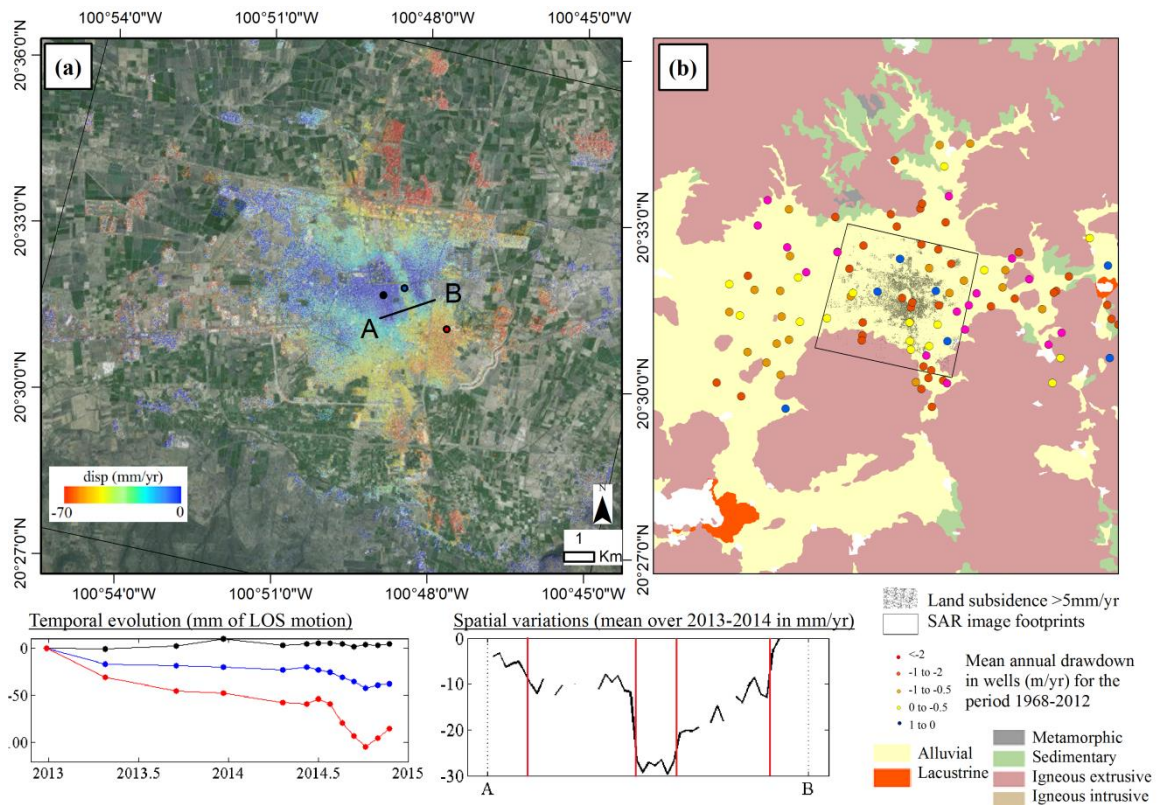 100°54'0"W 100°51'0"W 100°48'0"W 100°45'0"W
(a)
(b)
20°36'0"N
20°33'0"N
20°30'0"N
20°27'0"N
20°33'0"N
20°30'0"N
20°27'0"N
A
B
disp (mm/yr)
-70 0
N
1
Km
100°54'0"W 100°51'0"W 100°48'0"W 100°45'0"W
Temporal evolution (mm of LOS motion)
0
-50
100
2013 2013.5 2014 2014.5 2015
Spatial variations (mean over 2013-2014 in mm/yr)
0
-10
-20
-30
A B
Land subsidence >5mm/yr
SAR image footprints
<-2
-1 to -2
-1 to -0.5
0 to -0.5
1 to 0
Mean annual drawdown
in wells (m/yr) for the
period 1968-2012
Alluvial
Lacustrine
Metamorphic
Sedimentary
Igneous extrusive
Igneous intrusive